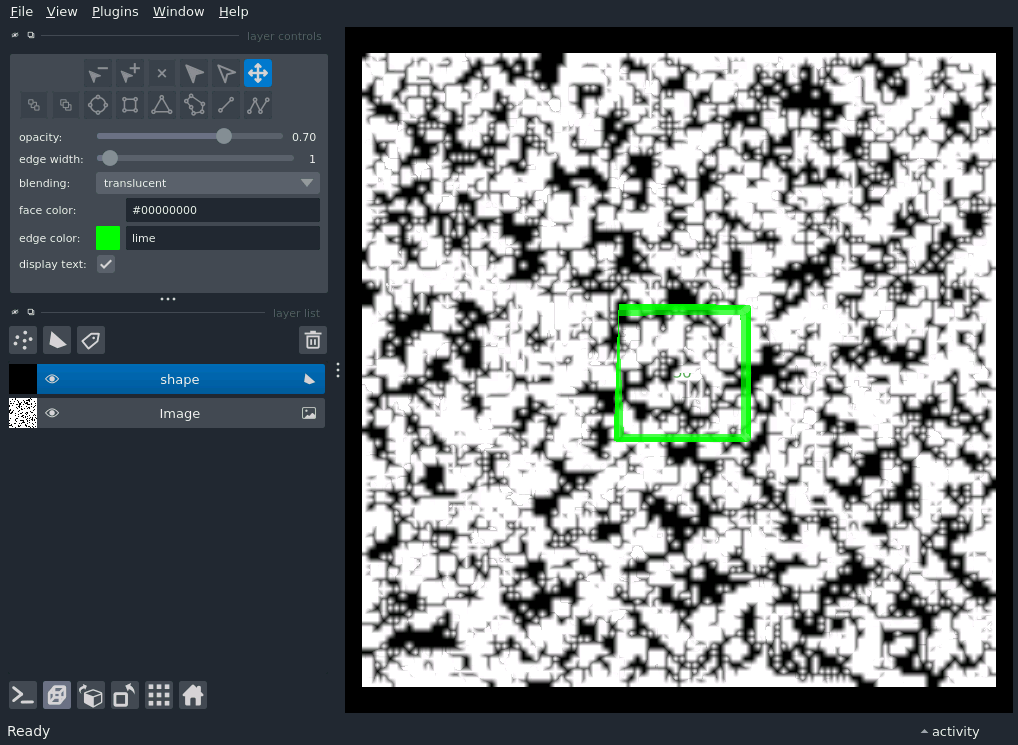 File View Plugins Window Help
layer controls
opacity: 0.70
edge width: 1
blending: translucent
face color: #00000000
edge color: lime
display text:
layer list
shape
Image
Ready
activity